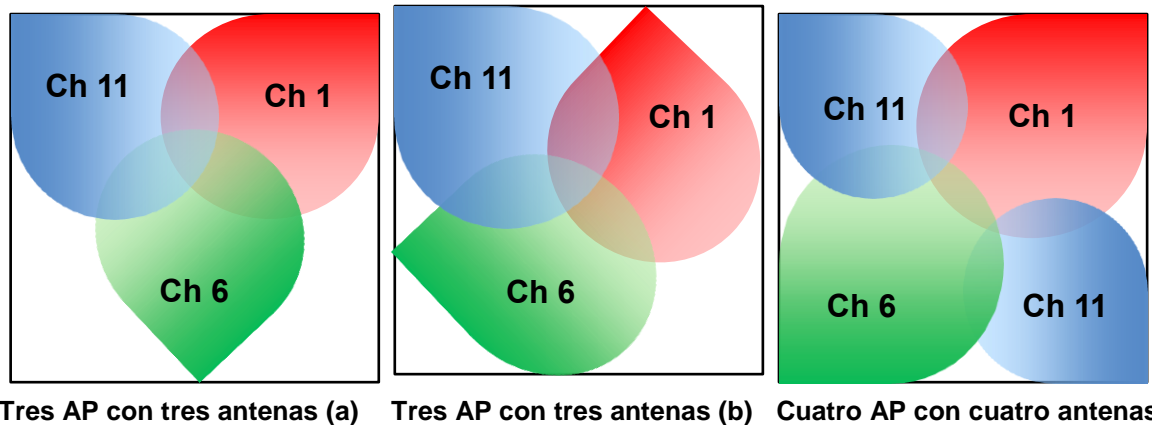 Ch 11
Ch 1
Ch 6
Tres AP con tres antenas (a)
Ch 11
Ch 1
Ch 6
Tres AP con tres antenas (b)
Ch 11
Ch 1
Ch 6
Ch 11
Cuatro AP con cuatro antenas